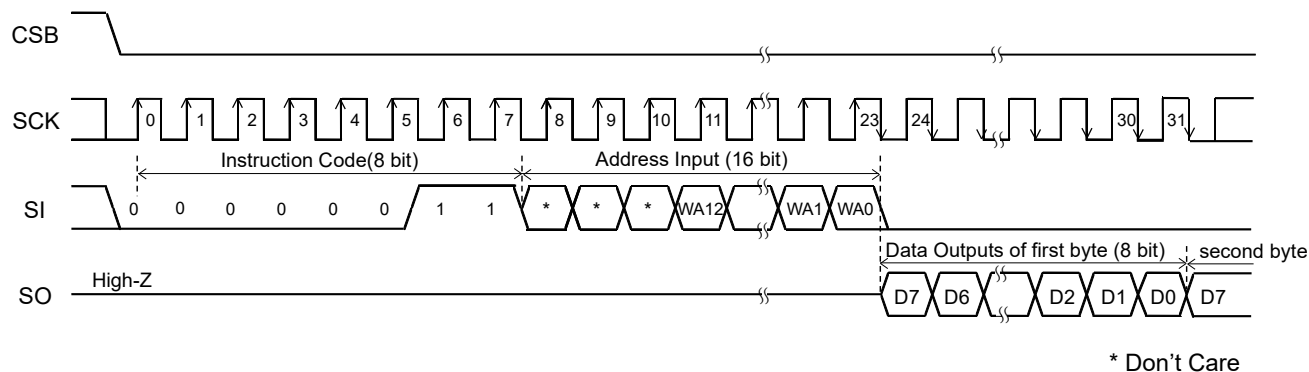 CSB
SCK 0 1 2 3 4 5 6 7 8 9 10 11 23 24 30 31
Instruction Code(8 bit) Address Input (16 bit)
SI 0 0 0 0 0 0 1 1 * * * WA12 WA1 WA0
Data Outputs of first byte (8 bit) second byte
High-Z
SO D7 D6 D2 D1 D0 D7
* Don't Care